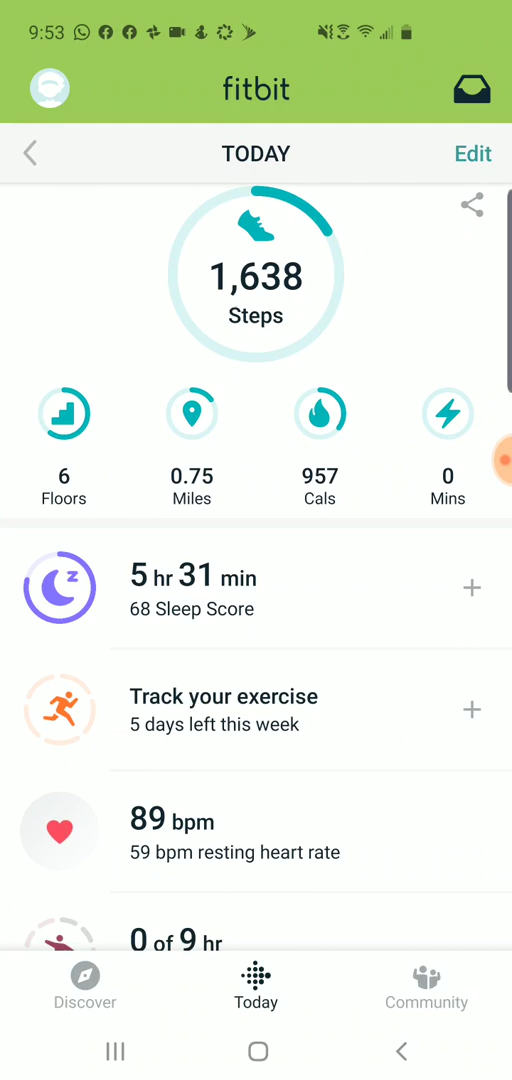 9:53
fitbit
TODAY
Edit
1,638
Steps
6
Floors
0.75
Miles
957
Cals
0
Mins
5 hr 31 min
68 Sleep Score
Track your exercise
5 days left this week
89 bpm
59 bpm resting heart rate
0 of 9 hr
Discover
Today
Community